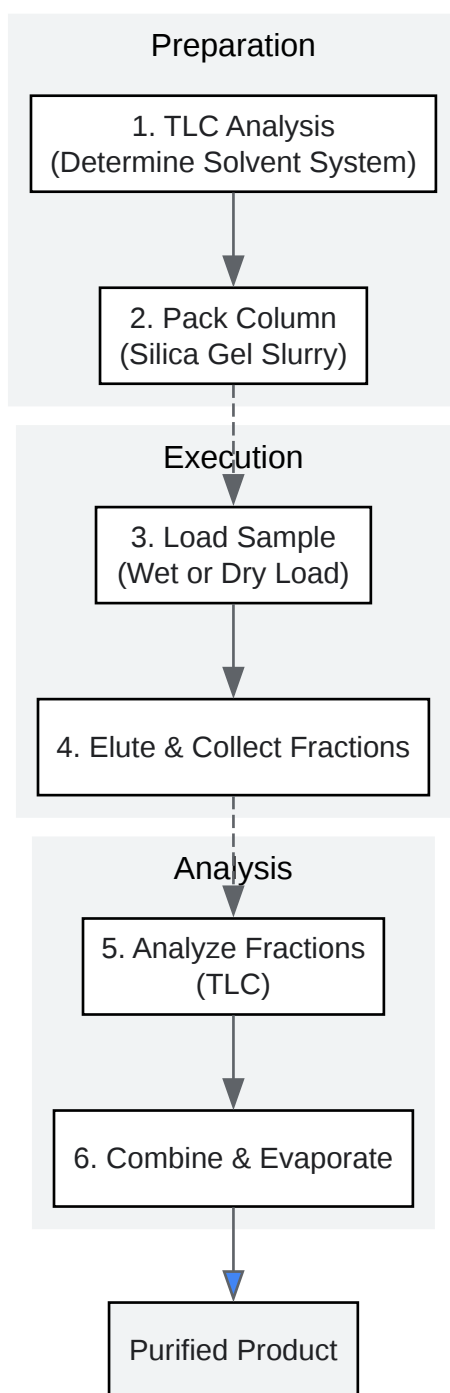 Preparation
1. TLC Analysis
(Determine Solvent System)
2. Pack Column
(Silica Gel Slurry)
Execution
3. Load Sample
(Wet or Dry Load)
4. Elute & Collect Fractions
Analysis
5. Analyze Fractions
(TLC)
6. Combine & Evaporate
Purified Product